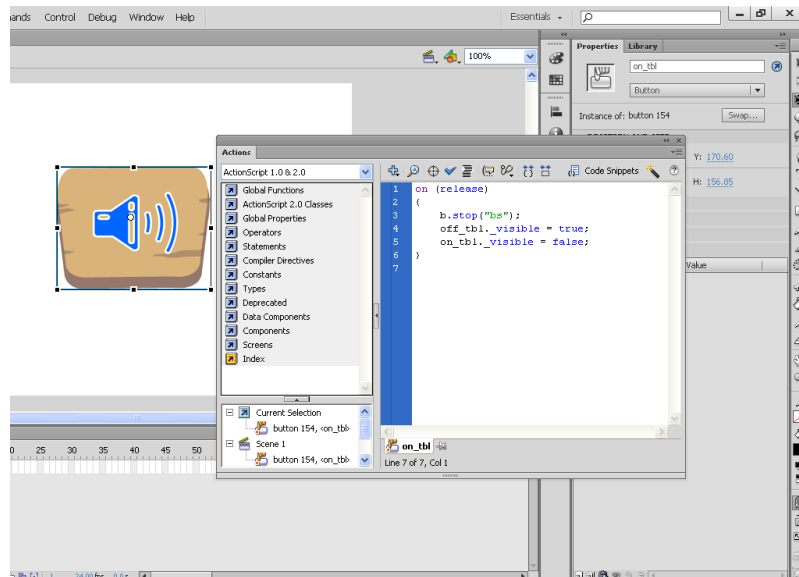 ands Control Debug Window Help Essentials
100%
Properties Library
on_tbl
Button
Instance of: button 154 Swap...
Y: 170.60
H: 156.85
Value
Actions
ActionScript 1.0 & 2.0
Code Snippets
Global Functions
ActionScript 2.0 Classes
Global Properties
Operators
Statements
Compiler Directives
Constants
Types
Deprecated
Data Components
Components
Screens
Index
1 on (release)
2 {
3 b.stop("bs");
4 off_tbl._visible = true;
5 on_tbl._visible = false;
6 }
7
Current Selection
button 154, <on_tbl>
Scene 1
button 154, <on_tbl>
on_tbl
Line 7 of 7, Col 1
25 30 35 40 45 50